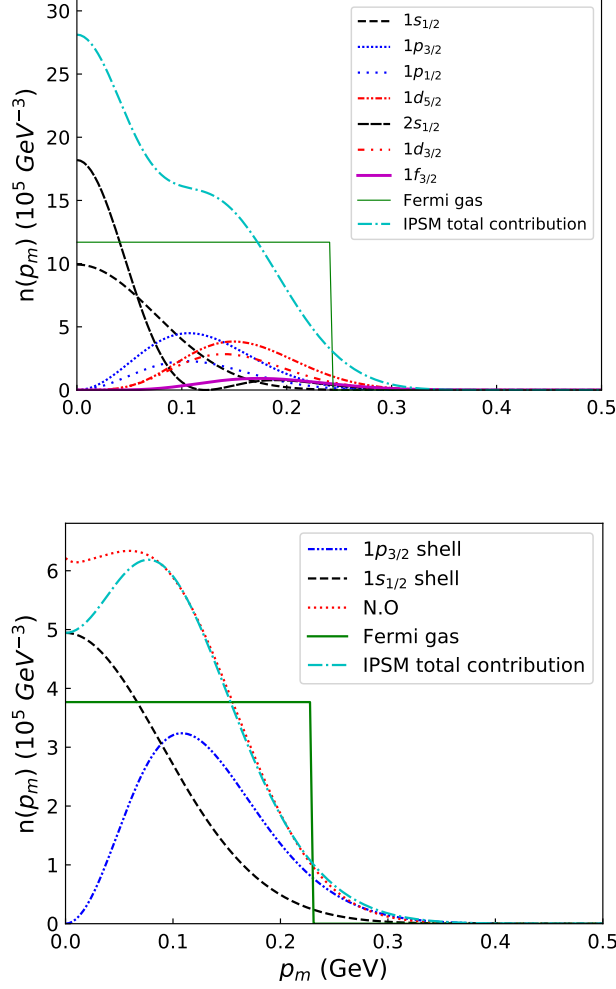 n(p_m) (10^5 GeV^−3)
30
25
20
15
10
5
0
0.0 0.1 0.2 0.3 0.4 0.5
1s_1/2
1p_3/2
1p_1/2
1d_5/2
2s_1/2
1d_3/2
1f_3/2
Fermi gas
IPSM total contribution
n(p_m) (10^5 GeV^−3)
6
5
4
3
2
1
0
0.0 0.1 0.2 0.3 0.4 0.5
p_m (GeV)
1p_3/2 shell
1s_1/2 shell
N.O
Fermi gas
IPSM total contribution